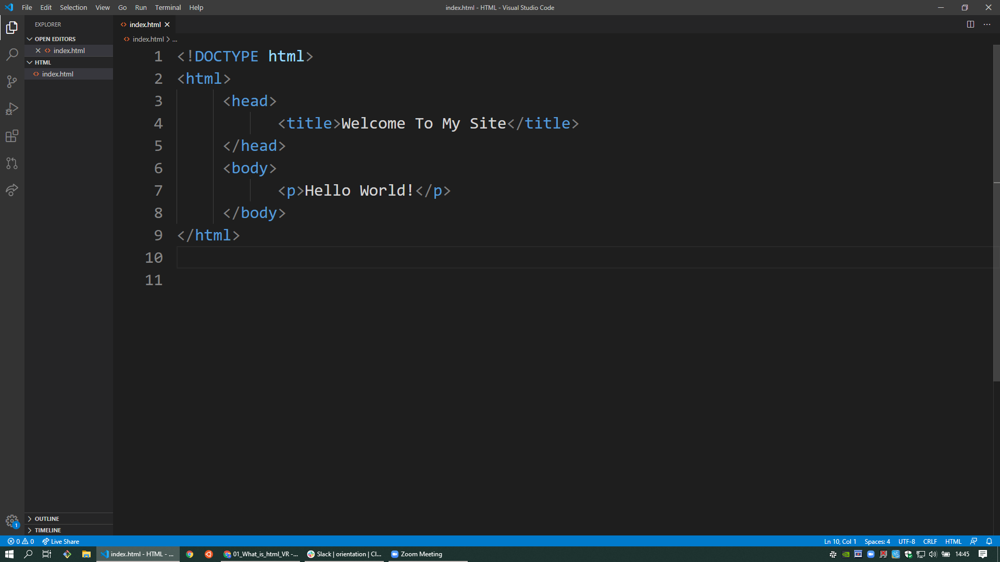 File Edit Selection View Go Run Terminal Help
index.html - HTML - Visual Studio Code
EXPLORER
OPEN EDITORS
index.html
HTML
index.html
OUTLINE
TIMELINE
index.html
index.html > ...
1 <!DOCTYPE html>
2 <html>
3 <head>
4 <title>Welcome To My Site</title>
5 </head>
6 <body>
7 <p>Hello World!</p>
8 </body>
9 </html>
10
11
1
0 0 Live Share
Ln 10, Col 1 Spaces: 4 UTF-8 CRLF HTML
index.html - HTML - ...
01_What_is_html_VR -...
Slack | orientation | Cl...
Zoom Meeting
14:45